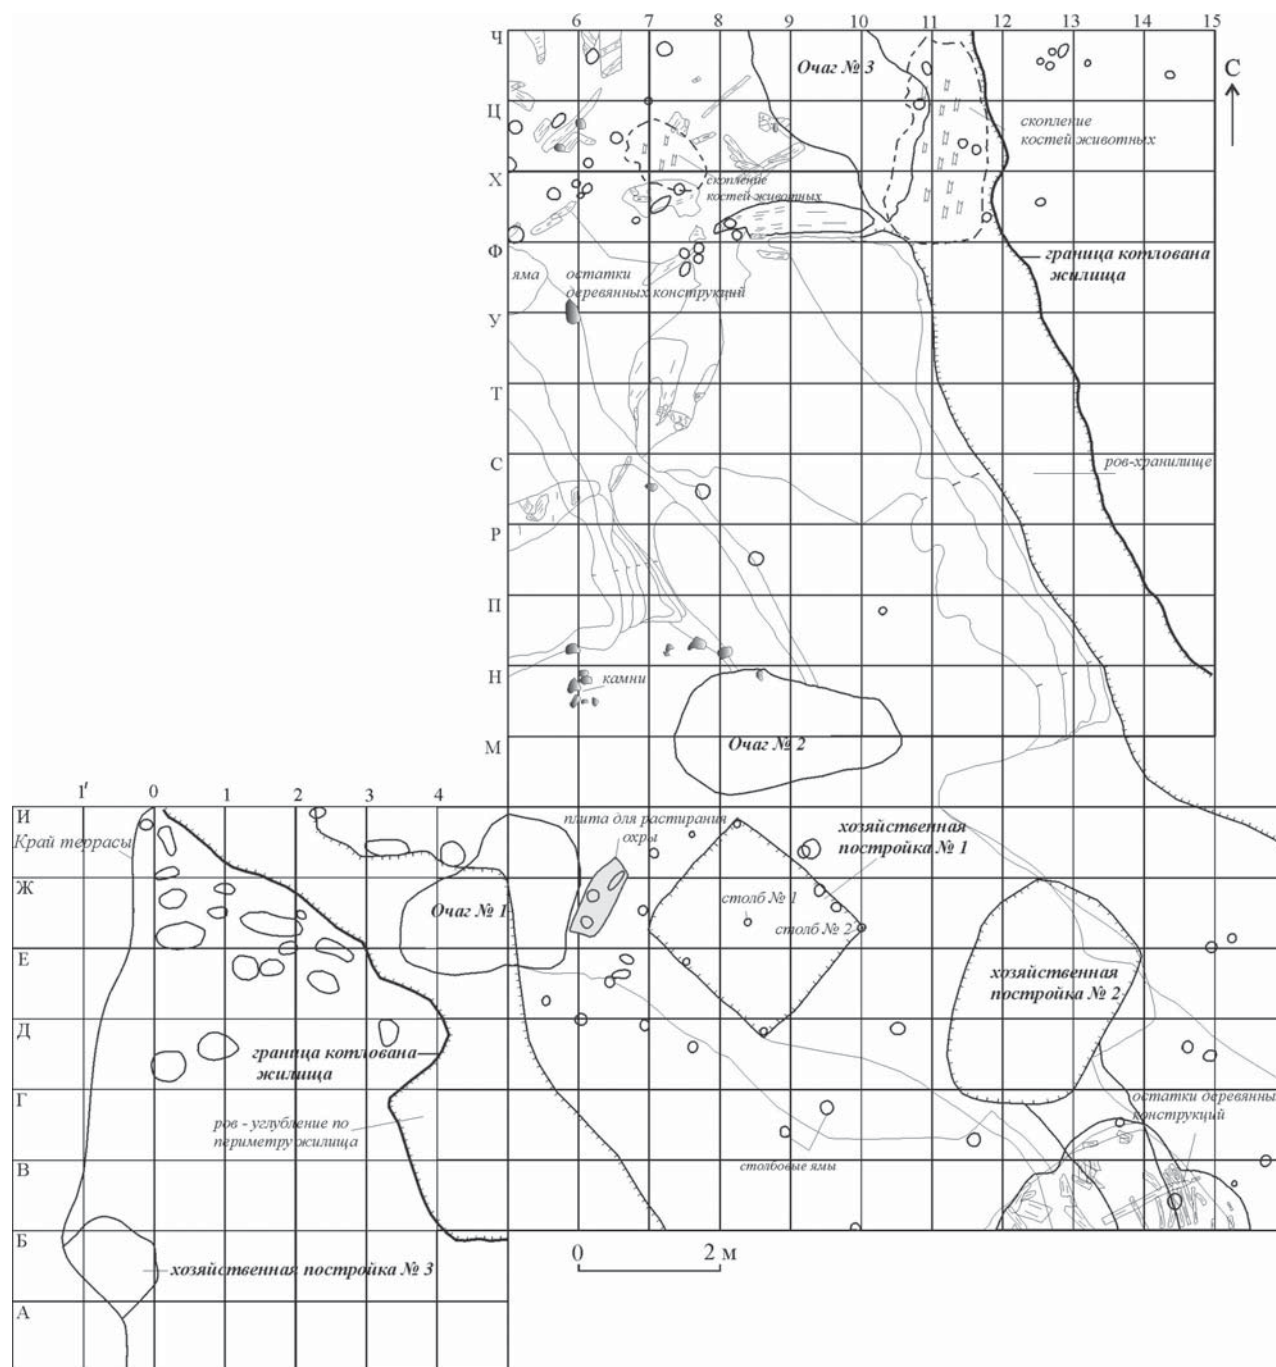 6 7 8 9 10 11 12 13 14 15
Ч
Очаг № 3
С
Ц
скопление
костей животных
Х
скопление
костей животных
Ф
граница котлована
жилища
яма
остатки
деревянных конструкций
У
Т
С
ров-хранилище
Р
П
Н
камни
М
Очаг № 2
1' 0 1 2 3 4
И
Край террасы
плита для растирания
охры
хозяйственная
постройка № 1
Ж
Очаг № 1
столб № 1
столб № 2
Е
хозяйственная
постройка № 2
Д
граница котлована
жилища
Г
ров - углубление по
периметру жилища
остатки деревянны
конструкций
В
столбовые ямы
Б
0 2 м
хозяйственная постройка № 3
А